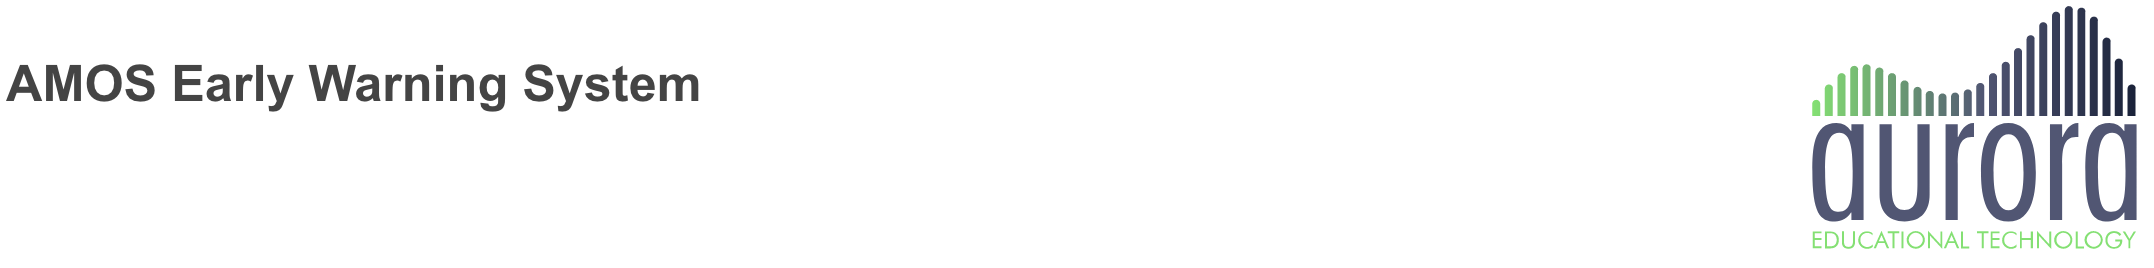 AMOS Early Warning System
aurora
EDUCATIONAL TECHNOLOGY